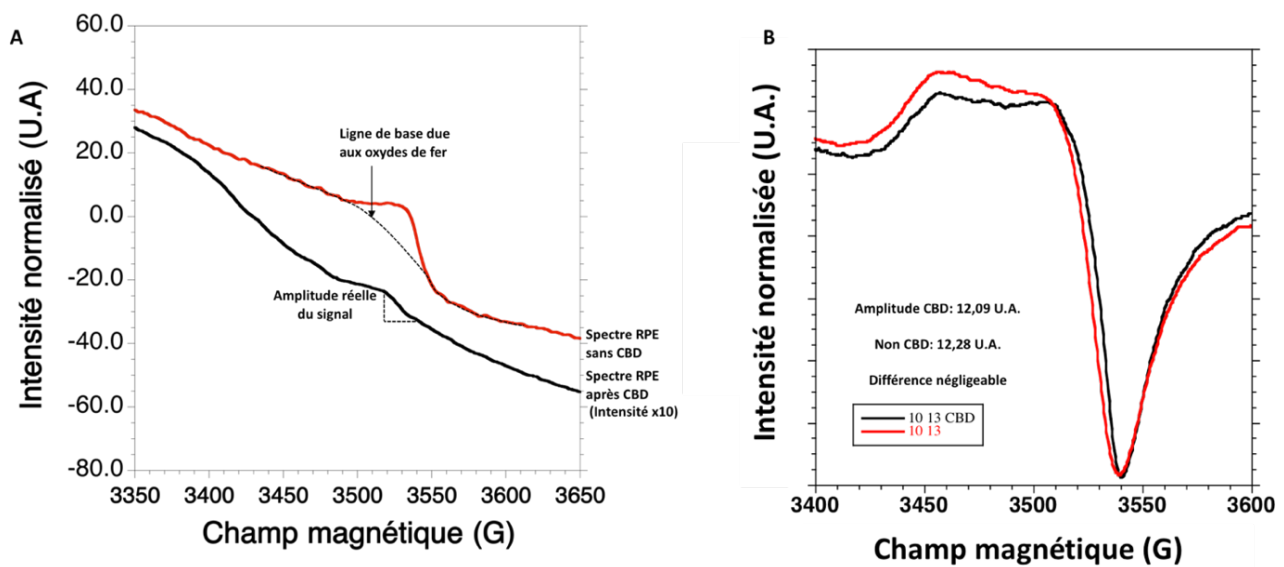 A
Intensité normalisé (U.A)
60.0
40.0
20.0
0.0
-20.0
-40.0
-60.0
-80.0
Ligne de base due
aux oxydes de fer
Amplitude réelle
du signal
Spectre RPE
sans CBD
Spectre RPE
après CBD
(Intensité x10)
3350 3400 3450 3500 3550 3600 3650
Champ magnétique (G)
B
Intensité normalisée (U.A.)
Amplitude CBD: 12,09 U.A.
Non CBD: 12,28 U.A.
Différence négligeable
10 13 CBD
10 13
3400 3450 3500 3550 3600
Champ magnétique (G)